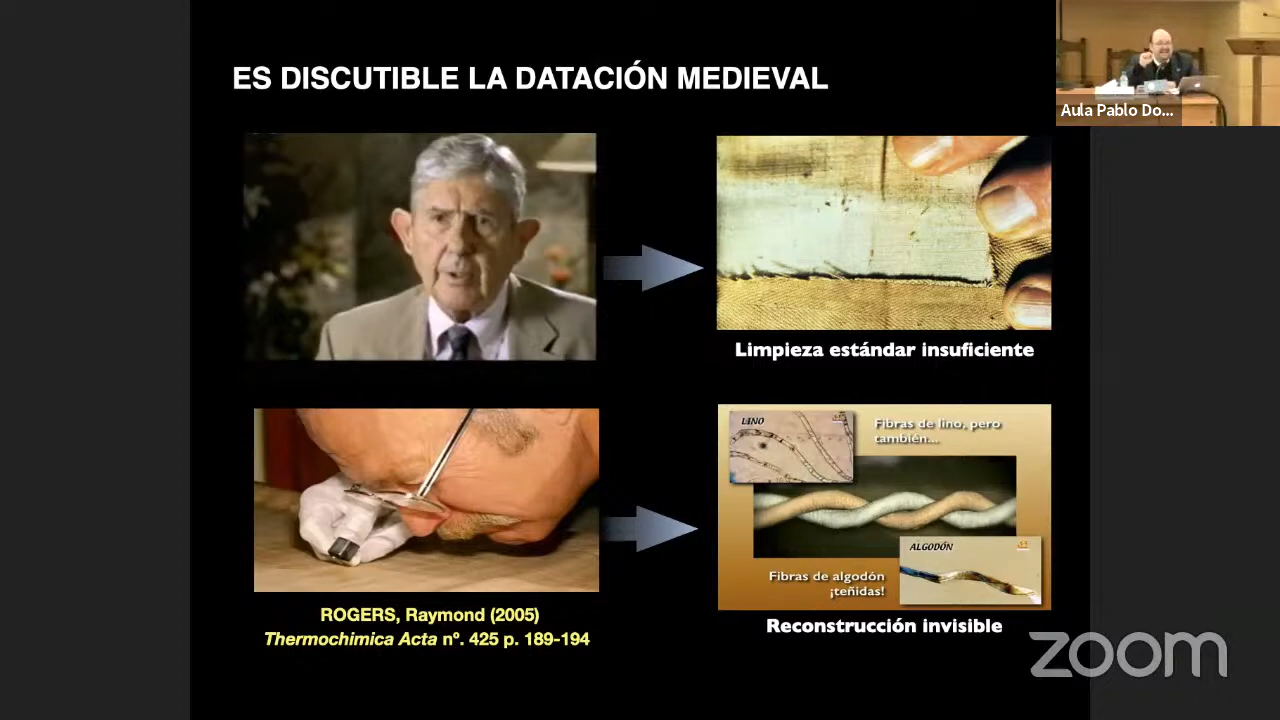 ES DISCUTIBLE LA DATACIÓN MEDIEVAL
Aula Pablo Do...
Limpieza estándar insuficiente
LINO
Fibras de lino, pero
también...
ALGODÓN
Fibras de algodón
¡teñidas!
ROGERS, Raymond (2005)
Thermochimica Acta nº. 425 p. 189-194
Reconstrucción invisible
zoom